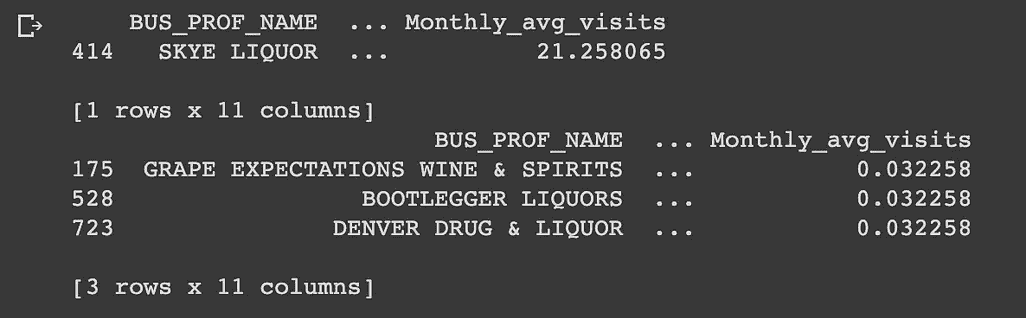 BUS_PROF_NAME ... Monthly_avg_visits
414 SKYE LIQUOR ... 21.258065
[1 rows x 11 columns]
BUS_PROF_NAME ... Monthly_avg_visits
175 GRAPE EXPECTATIONS WINE & SPIRITS ... 0.032258
528 BOOTLEGGER LIQUORS ... 0.032258
723 DENVER DRUG & LIQUOR ... 0.032258
[3 rows x 11 columns]